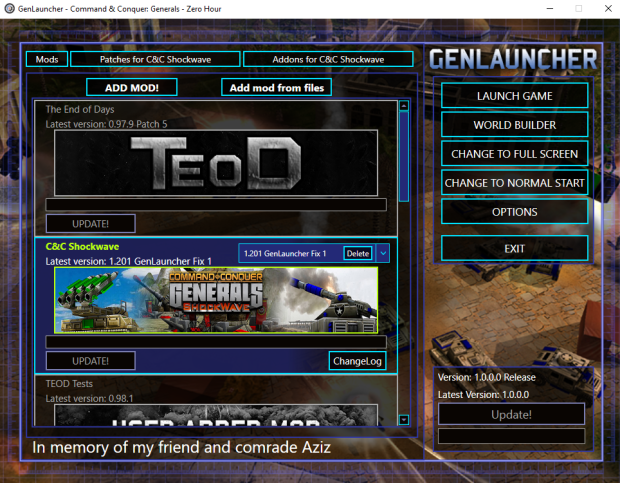 GenLauncher - Command & Conquer: Generals - Zero Hour
Mods
Patches for C&C Shockwave
Addons for C&C Shockwave
GENLAUNCHER
ADD MOD!
Add mod from files
The End of Days
Latest version: 0.97.9 Patch 5
TEOD
UPDATE!
C&C Shockwave
1.201 GenLauncher Fix 1
Delete
Latest version: 1.201 GenLauncher Fix 1
COMMAND & CONQUER
GENERALS
SHOCKWAVE
UPDATE!
ChangeLog
TEOD Tests
Latest version: 0.98.1
USER ADDED MOD
In memory of my friend and comrade Aziz
LAUNCH GAME
WORLD BUILDER
CHANGE TO FULL SCREEN
CHANGE TO NORMAL START
OPTIONS
EXIT
Version: 1.0.0.0 Release
Latest Version: 1.0.0.0
Update!